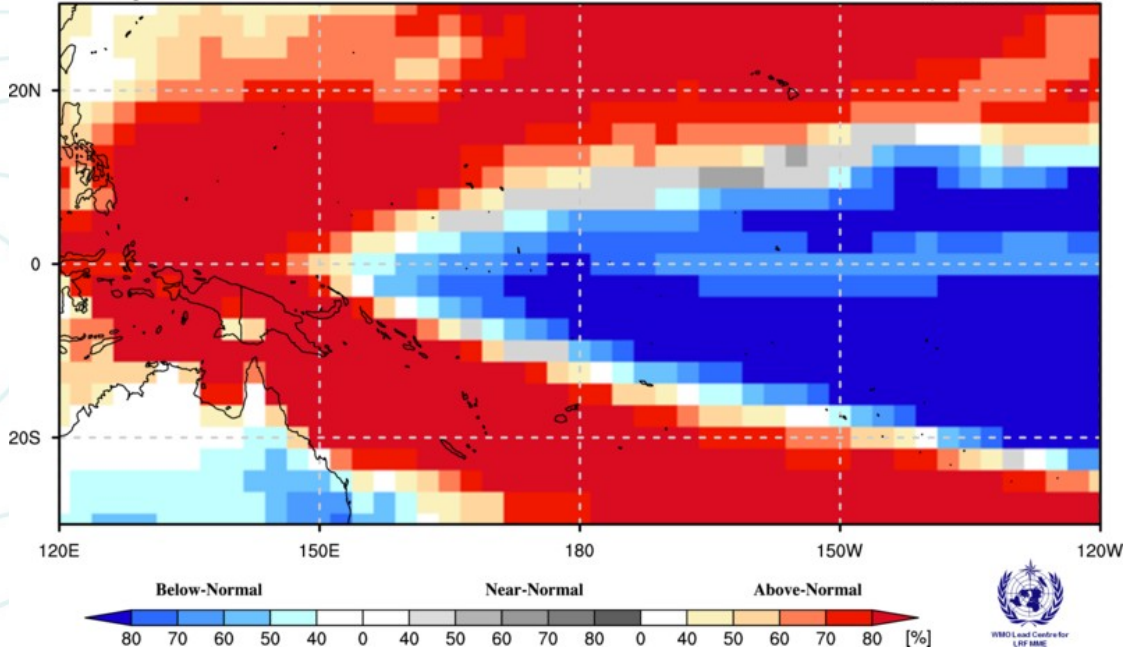 20N
0
20S
120E 150E 180 150W 120W
Below-Normal Near-Normal Above-Normal
80 70 60 50 40 0 40 50 60 70 80 0 40 50 60 70 80 [%]
WMO Lead Centre for
LRF MME